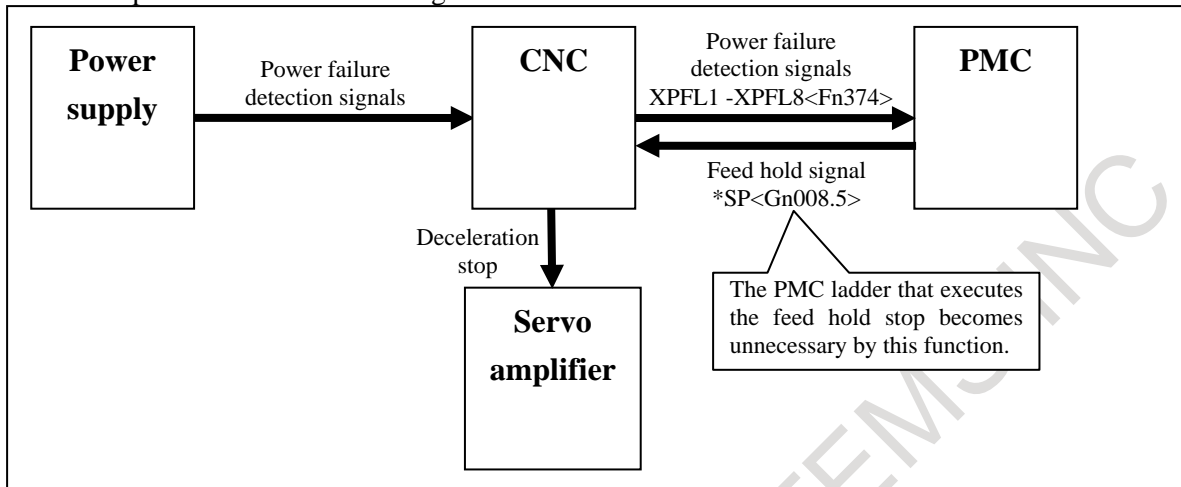 Power
supply
Power failure
detection signals
CNC
Power failure
detection signals
XPFL1 -XPFL8<Fn374>
PMC
Feed hold signal
*SP<Gn008.5>
Deceleration
stop
The PMC ladder that executes
the feed hold stop becomes
unnecessary by this function.
Servo
amplifier
INC